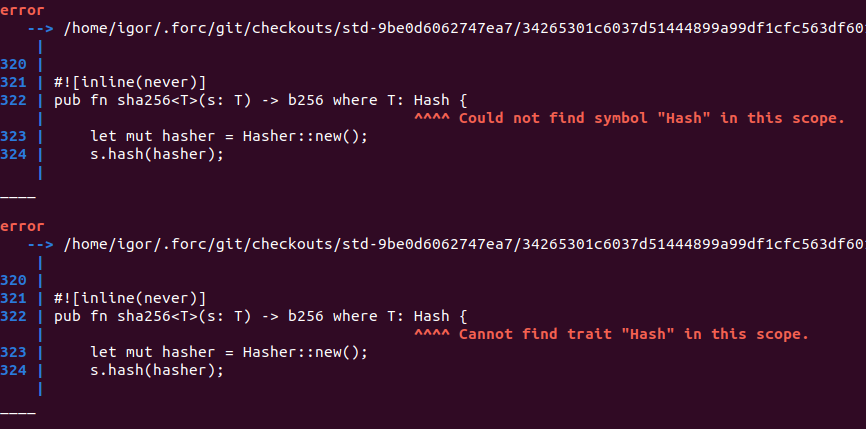 error
--> /home/igor/.forc/git/checkouts/std-9be0d6062747ea7/34265301c6037d51444899a99df1cfc563df60
|
320 |
321 | #![inline(never)]
322 | pub fn sha256<T>(s: T) -> b256 where T: Hash {
| ^^^^ Could not find symbol "Hash" in this scope.
323 | let mut hasher = Hasher::new();
324 | s.hash(hasher);
|
____
error
--> /home/igor/.forc/git/checkouts/std-9be0d6062747ea7/34265301c6037d51444899a99df1cfc563df60
|
320 |
321 | #![inline(never)]
322 | pub fn sha256<T>(s: T) -> b256 where T: Hash {
| ^^^^ Cannot find trait "Hash" in this scope.
323 | let mut hasher = Hasher::new();
324 | s.hash(hasher);
|
____